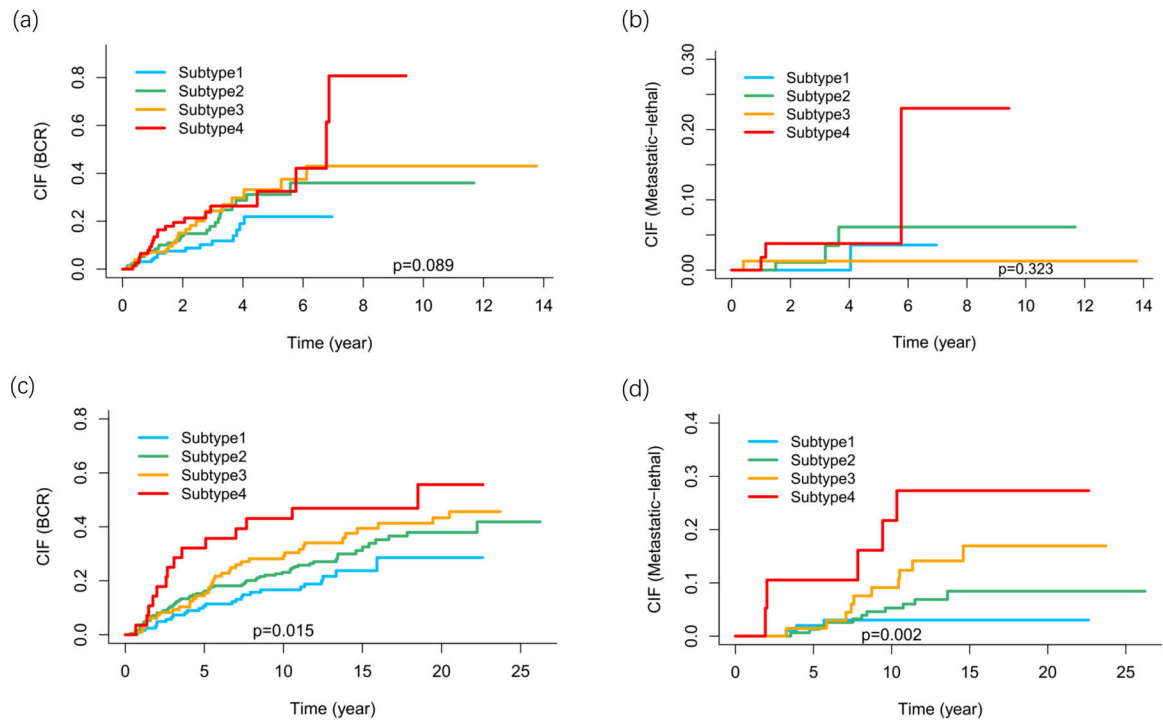 (a)
CIF (BCR)
0.8
0.6
0.4
0.2
0.0
Subtype1
Subtype2
Subtype3
Subtype4
p=0.089
0 2 4 6 8 10 12 14
Time (year)
(b)
CIF (Metastatic−lethal)
0.30
0.20
0.10
0.00
Subtype1
Subtype2
Subtype3
Subtype4
p=0.323
0 2 4 6 8 10 12 14
Time (year)
(c)
CIF (BCR)
0.8
0.6
0.4
0.2
0.0
Subtype1
Subtype2
Subtype3
Subtype4
p=0.015
0 5 10 15 20 25
Time (year)
(d)
CIF (Metastatic−lethal)
0.4
0.3
0.2
0.1
0.0
Subtype1
Subtype2
Subtype3
Subtype4
p=0.002
0 5 10 15 20 25
Time (year)